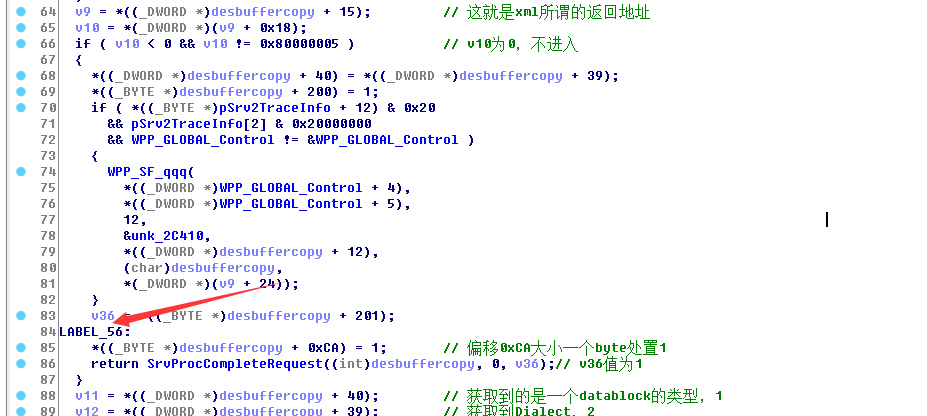 64 v9 = *((_DWORD *)desbuffercopy + 15); // 这就是xml所谓的返回地址
65 v10 = *(_DWORD *)(v9 + 0x18);
66 if ( v10 < 0 && v10 != 0x80000005 ) // v10为0，不进入
67 {
68 *((_DWORD *)desbuffercopy + 40) = *((_DWORD *)desbuffercopy + 39);
69 *((_BYTE *)desbuffercopy + 200) = 1;
70 if ( *((_BYTE *)pSrv2TraceInfo + 12) & 0x20
71 && pSrv2TraceInfo[2] & 0x20000000
72 && WPP_GLOBAL_Control != &WPP_GLOBAL_Control )
73 {
74 WPP_SF_qqq(
75 *((_DWORD *)WPP_GLOBAL_Control + 4),
76 *((_DWORD *)WPP_GLOBAL_Control + 5),
77 12,
78 &unk_2C410,
79 *((_DWORD *)desbuffercopy + 12),
80 (char)desbuffercopy,
81 *(_DWORD *)(v9 + 24));
82 }
83 v36 = *((_BYTE *)desbuffercopy + 201);
84 LABEL_56:
85 *((_BYTE *)desbuffercopy + 0xCA) = 1; // 偏移0xCA大小一个byte处置1
86 return SrvProcCompleteRequest((int)desbuffercopy, 0, v36);// v36值为1
87 }
88 v11 = *((_DWORD *)desbuffercopy + 40); // 获取到的是一个datablock的类型，1
89 v12 = *((_DWORD *)desbuffercopy + 39); // 获取到Dialect，2